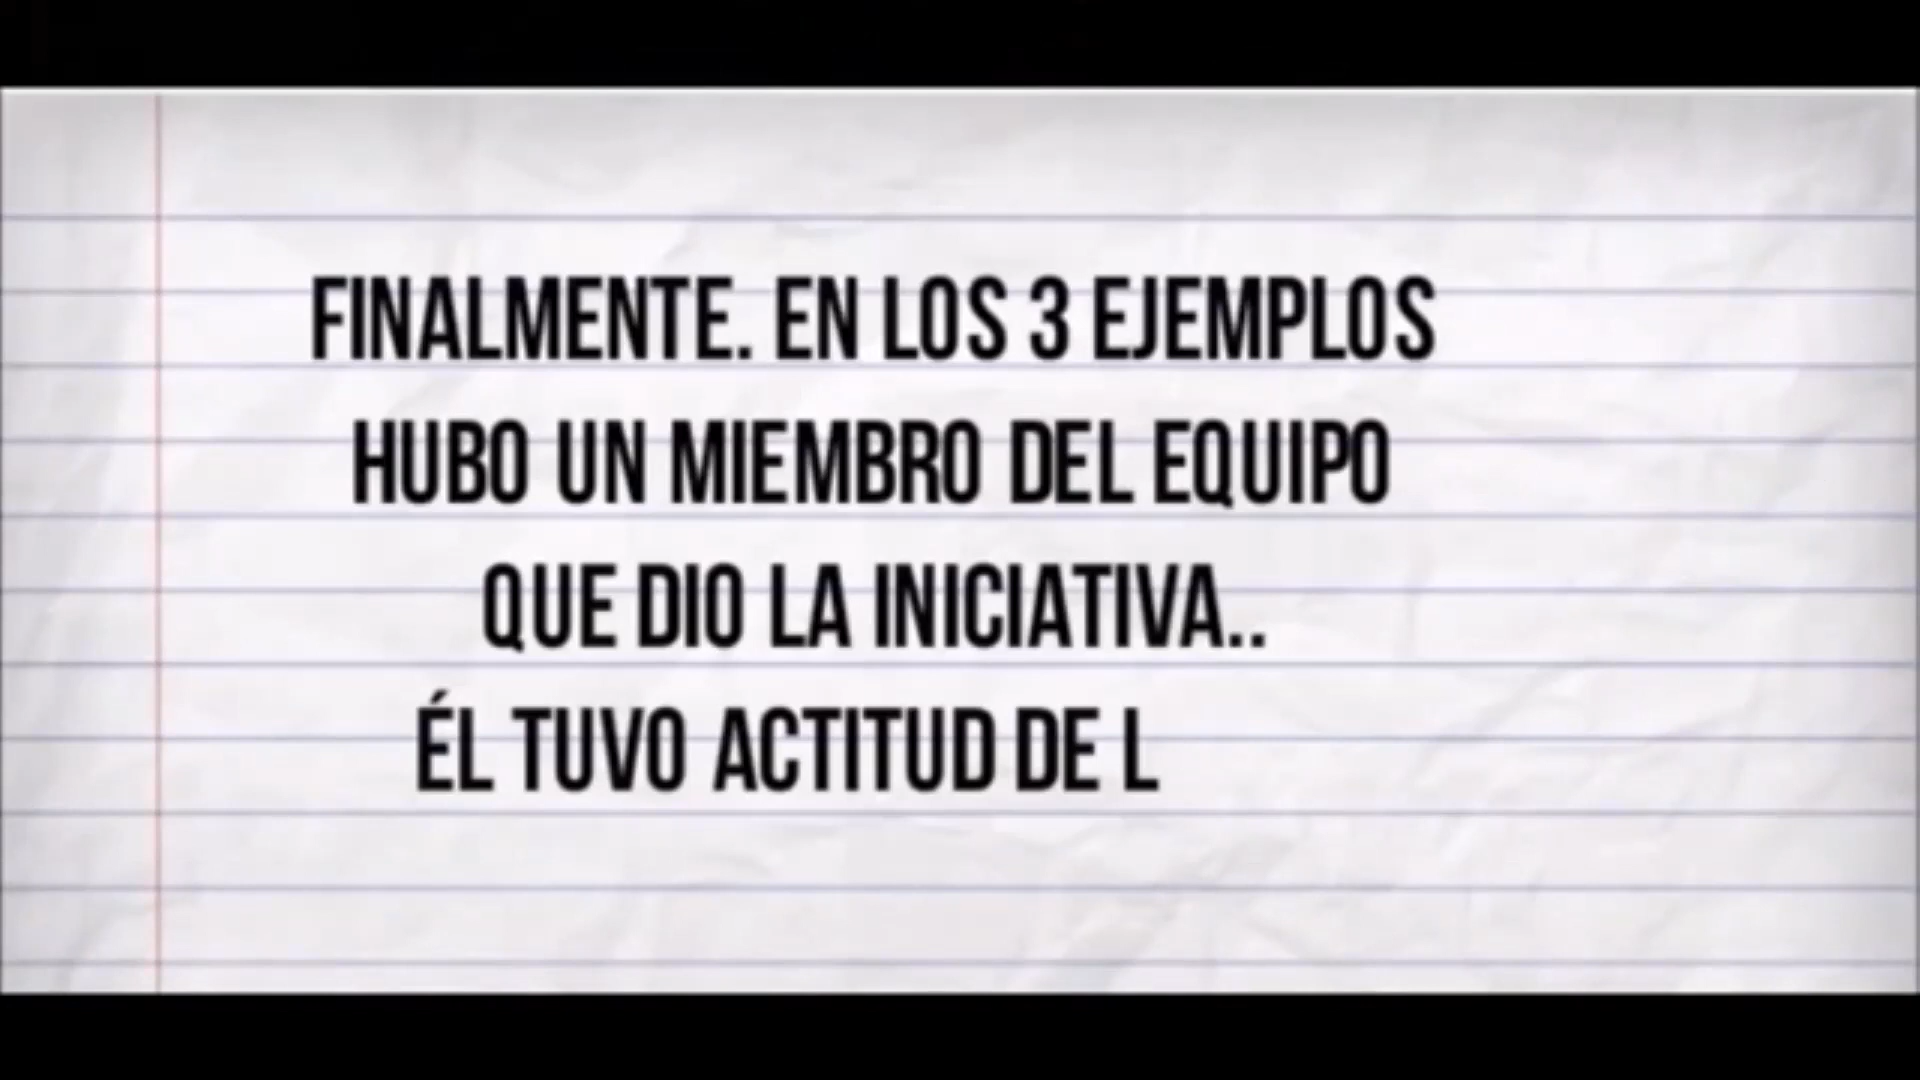 FINALMENTE. EN LOS 3 EJEMPLOS
HUBO UN MIEMBRO DEL EQUIPO
QUE DIO LA INICIATIVA..
ÉL TUVO ACTITUD DE L